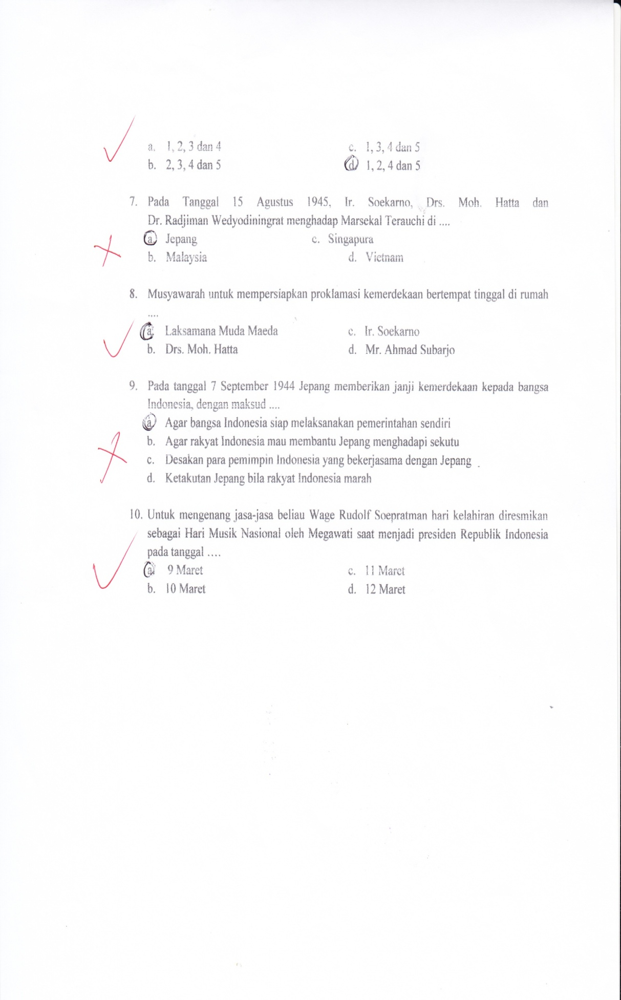 a. 1, 2, 3 dan 4 c. 1, 3, 4 dan 5
b. 2, 3, 4 dan 5 d. 1, 2, 4 dan 5
7. Pada Tanggal 15 Agustus 1945, Ir. Soekarno, Drs. Moh. Hatta dan
Dr. Radjiman Wedyodiningrat menghadap Marsekal Terauchi di ....
a. Jepang c. Singapura
b. Malaysia d. Vietnam
8. Musyawarah untuk mempersiapkan proklamasi kemerdekaan bertempat tinggal di rumah
....
a. Laksamana Muda Maeda c. Ir. Soekarno
b. Drs. Moh. Hatta d. Mr. Ahmad Subarjo
9. Pada tanggal 7 September 1944 Jepang memberikan janji kemerdekaan kepada bangsa
Indonesia, dengan maksud ....
a. Agar bangsa Indonesia siap melaksanakan pemerintahan sendiri
b. Agar rakyat Indonesia mau membantu Jepang menghadapi sekutu
c. Desakan para pemimpin Indonesia yang bekerjasama dengan Jepang
d. Ketakutan Jepang bila rakyat Indonesia marah
10. Untuk mengenang jasa-jasa beliau Wage Rudolf Soepratman hari kelahiran diresmikan
sebagai Hari Musik Nasional oleh Megawati saat menjadi presiden Republik Indonesia
pada tanggal ....
a. 9 Maret c. 11 Maret
b. 10 Maret d. 12 Maret